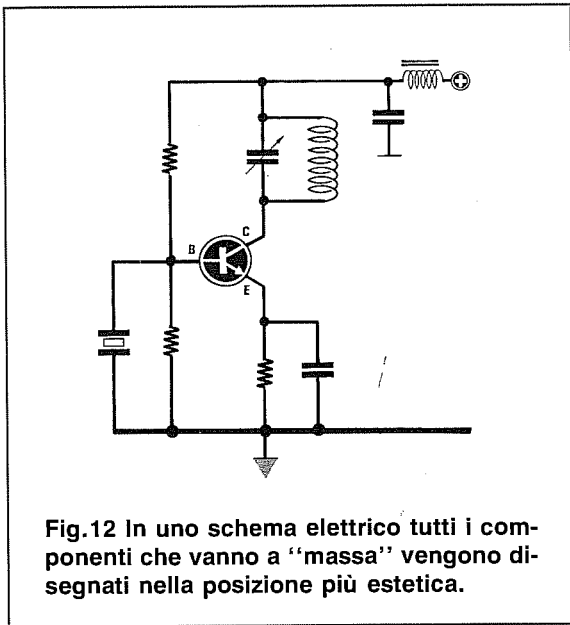 C
B
E
Fig.12 In uno schema elettrico tutti i com-
ponenti che vanno a ‘‘massa’’ vengono di-
segnati nella posizione più estetica.